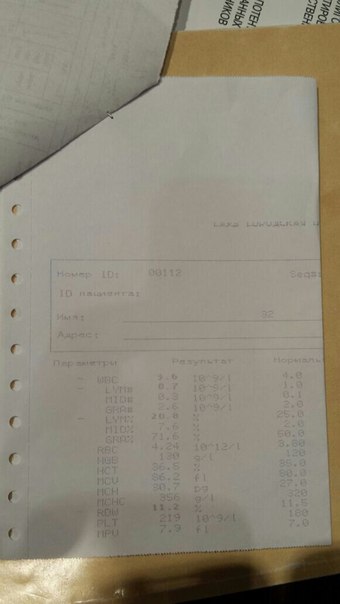 ПОТЕН
Номер ID: 00112 Seq#:
ID пациента:
Имя: 32
Адрес:
Параметры Результат Нормаль
- WBC 3.6 10^9/l 4.0
- LYM# 0.7 10^9/l 1.0
MID# 0.3 10^9/l 0.1
GRA# 2.6 10^9/l 2.0
- LYM% 20.8 % 25.0
MID% 7.6 % 2.0
GRA% 71.6 % 50.0
RBC 4.24 10^12/l 3.80
HGB 130 g/l 120
HCT 36.5 % 35.0
MCV 86.2 fl 80.0
MCH 30.7 pg 27.0
MCHC 356 g/l 320
RDW 11.2 % 11.5
PLT 219 10^9/l 180
MPV 7.9 fl 7.0